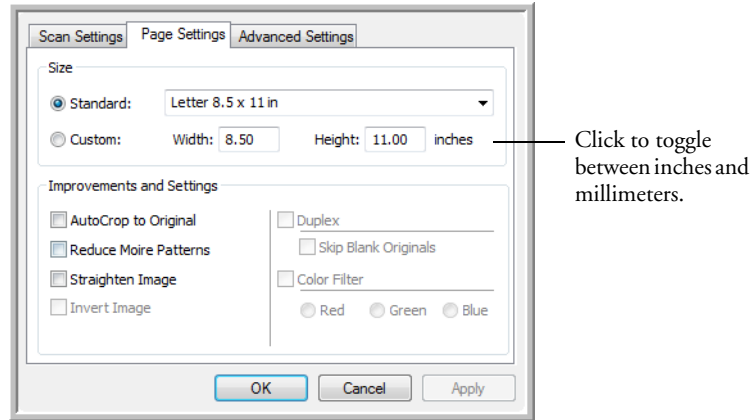 Scan Settings Page Settings Advanced Settings
Size
Standard: Letter 8.5 x 11 in
Custom: Width: 8.50 Height: 11.00 inches
Click to toggle
between inches and
millimeters.
Improvements and Settings
AutoCrop to Original Duplex
Reduce Moire Patterns Skip Blank Originals
Straighten Image Color Filter
Invert Image Red Green Blue
OK Cancel Apply